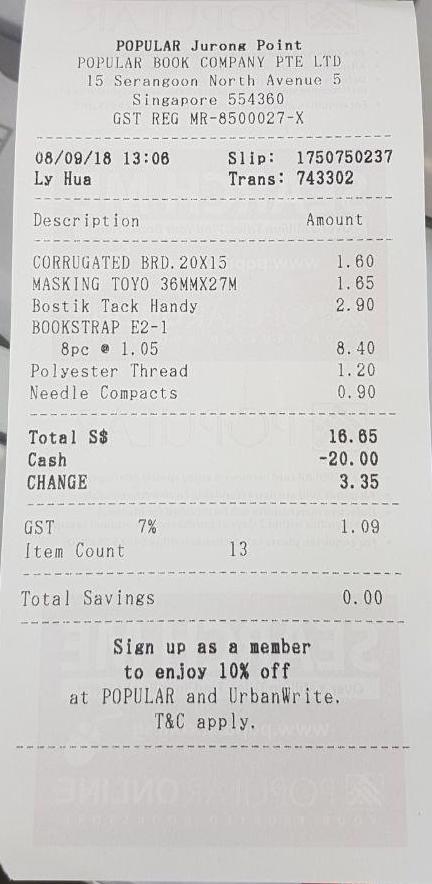 POPULAR Jurong Point
POPULAR BOOK COMPANY PTE LTD
15 Serangoon North Avenue 5
Singapore 554360
GST REG MR-8500027-X
08/09/18 13:06 Slip: 1750750237
Ly Hua Trans: 743302
Description Amount
CORRUGATED BRD.20X15 1.60
MASKING TOYO 36MMX27M 1.65
Bostik Tack Handy 2.90
BOOKSTRAP E2-1
8pc @ 1.05 8.40
Polyester Thread 1.20
Needle Compacts 0.90
Total S$ 16.65
Cash -20.00
CHANGE 3.35
GST 7% 1.09
Item Count 13
Total Savings 0.00
Sign up as a member
to enjoy 10% off
at POPULAR and UrbanWrite.
T&C apply.